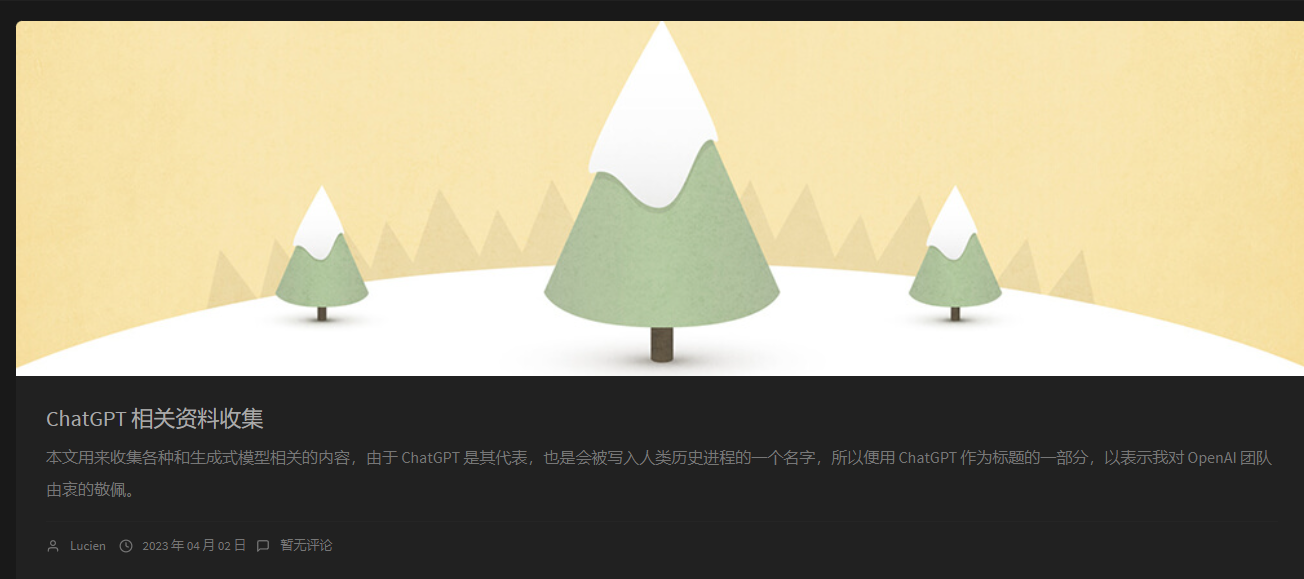 ChatGPT 相关资料收集
本文用来收集各种和生成式模型相关的内容，由于 ChatGPT 是其代表，也是会被写入人类历史进程的一个名字，所以便用 ChatGPT 作为标题的一部分，以表示我对 OpenAI 团队
由衷的敬佩。
Lucien 2023 年 04 月 02 日 暂无评论